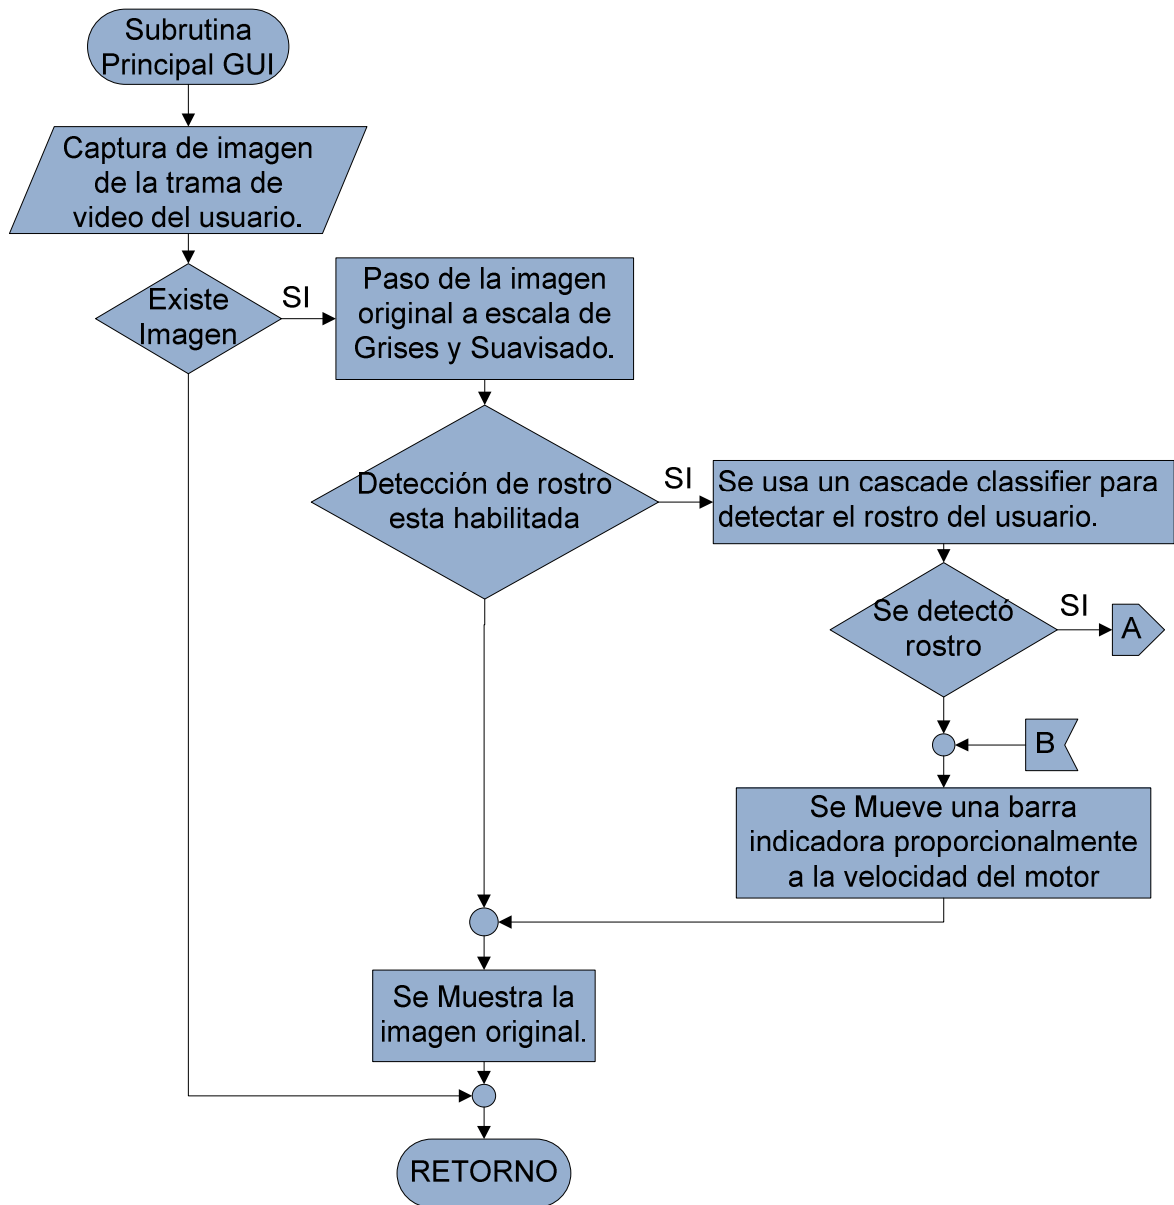 Subrutina
Principal GUI
Captura de imagen
de la trama de
video del usuario.
Existe
Imagen
SI
Paso de la imagen
original a escala de
Grises y Suavisado.
Detección de rostro
esta habilitada
SI
Se usa un cascade classifier para
detectar el rostro del usuario.
Se detectó
rostro
SI
A
B
Se Mueve una barra
indicadora proporcionalmente
a la velocidad del motor
Se Muestra la
imagen original.
RETORNO